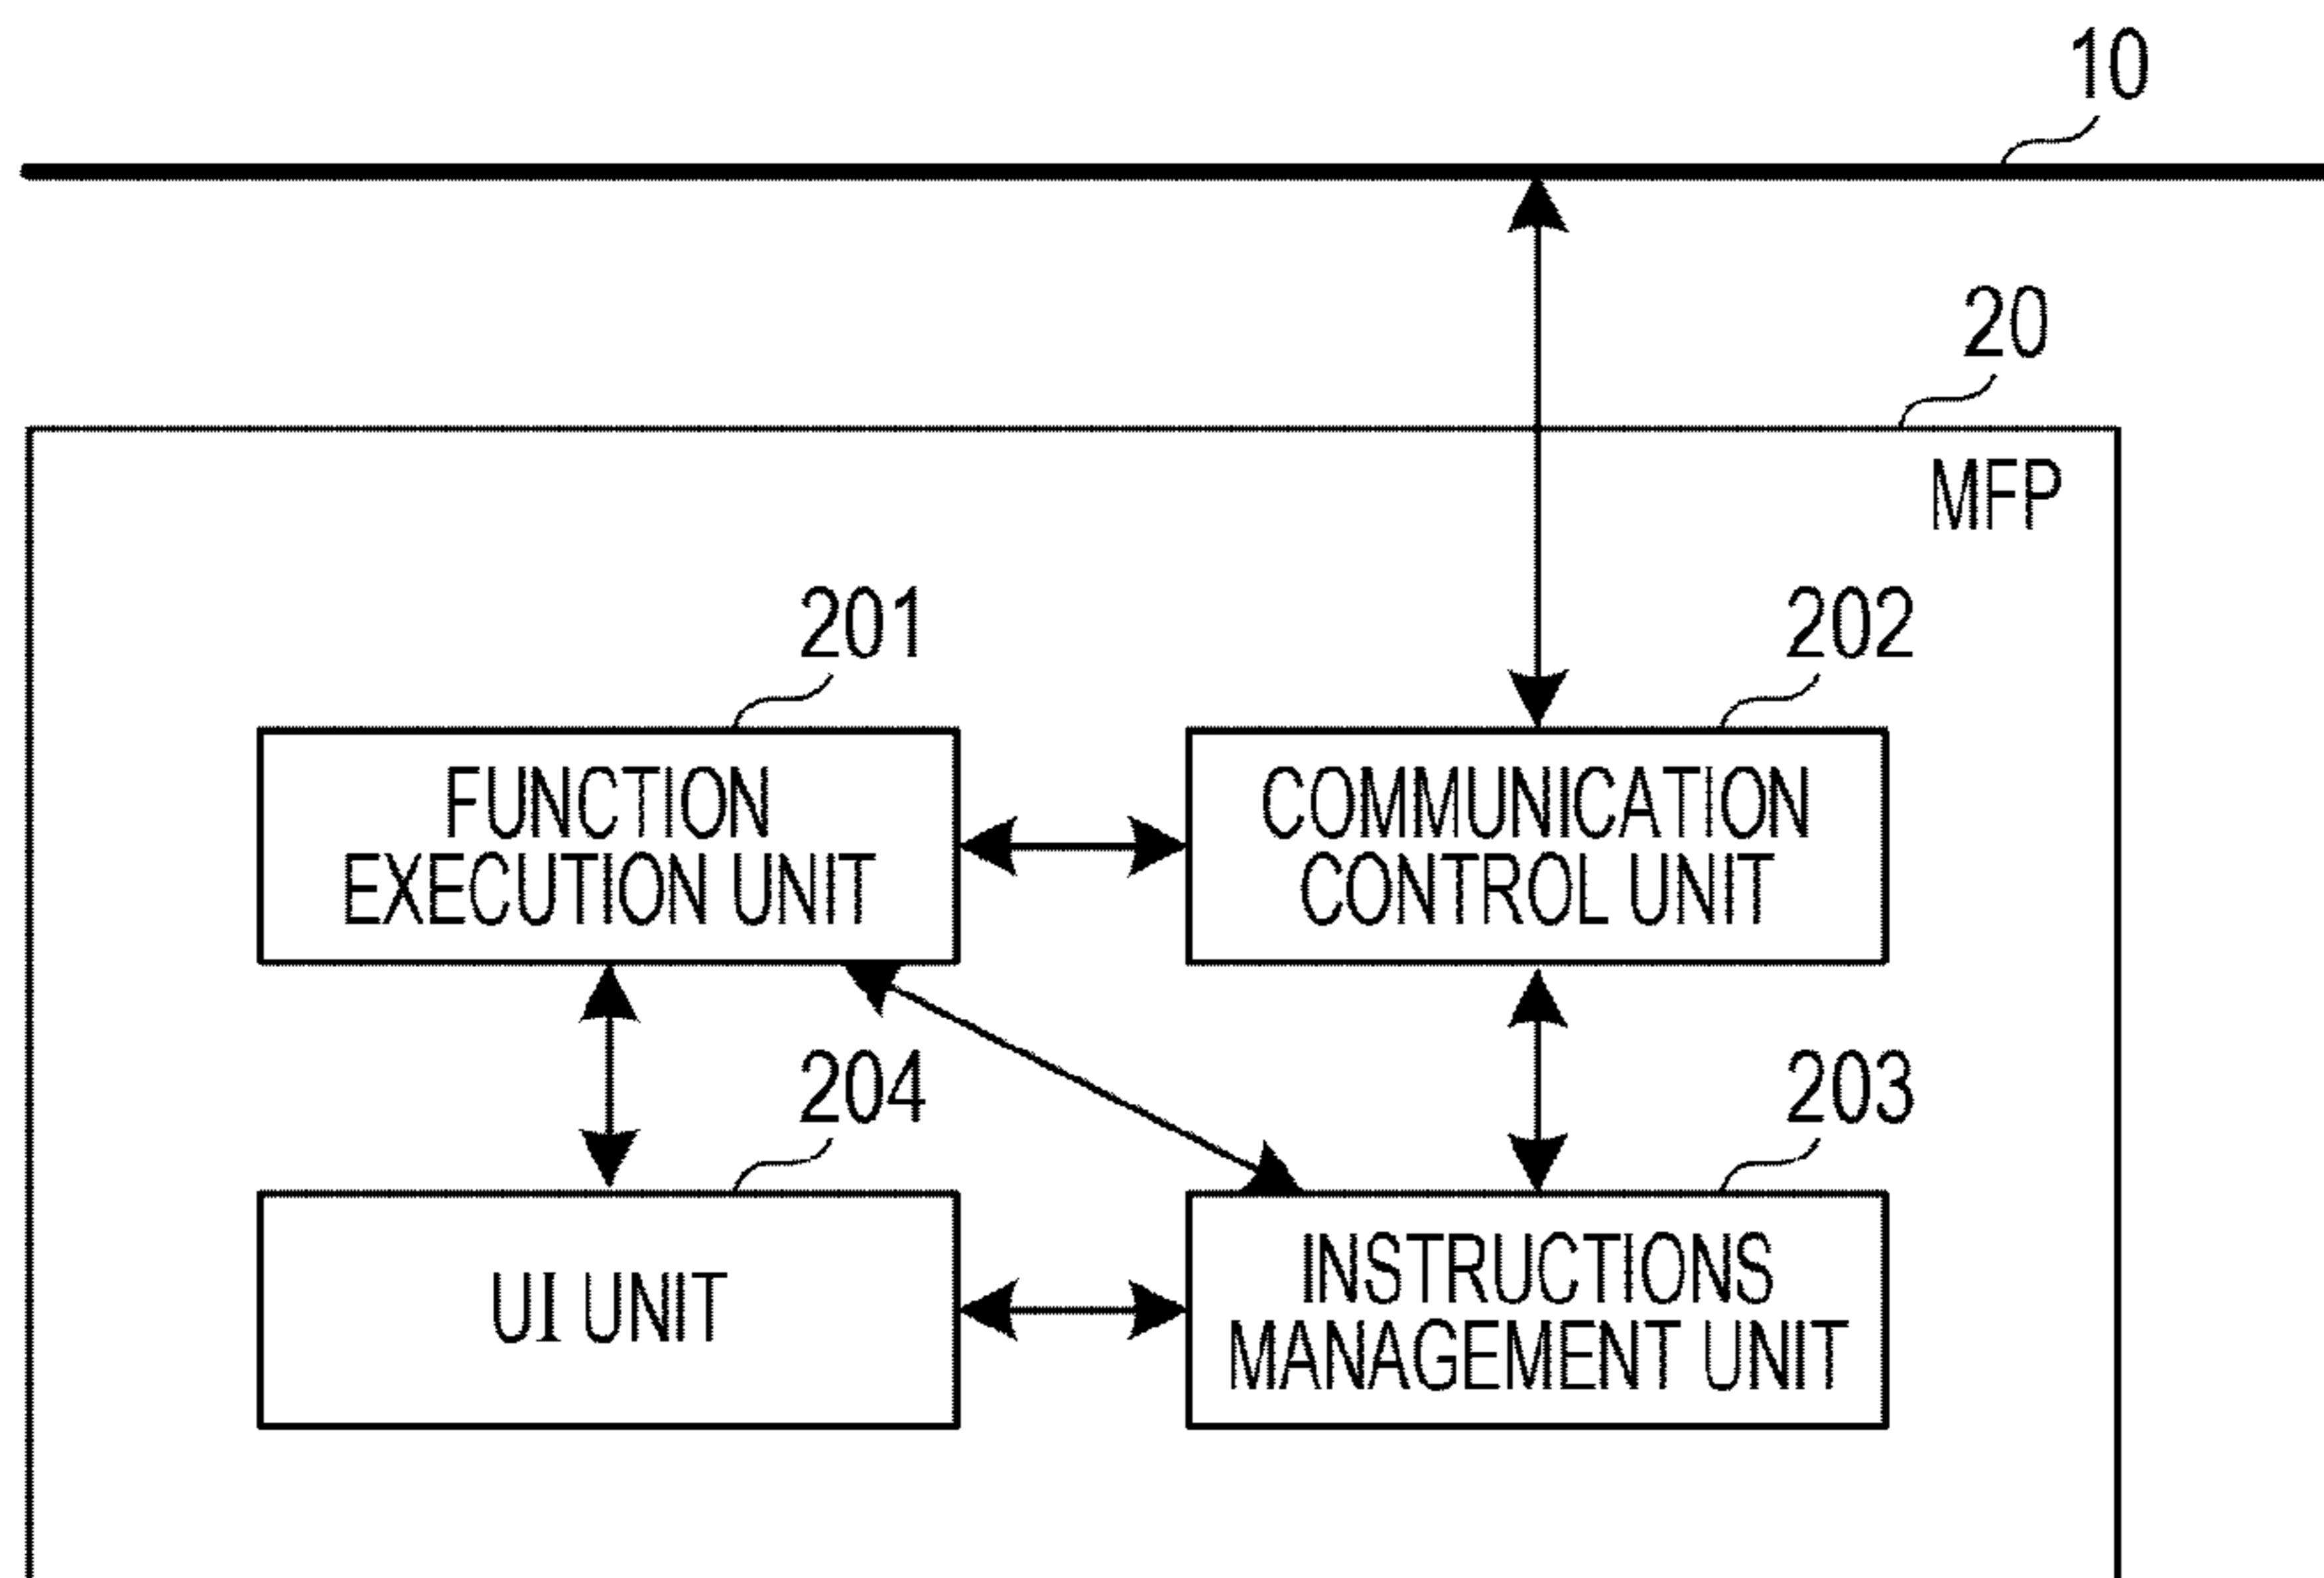 10
20
MFP
201
202
FUNCTION
EXECUTION UNIT
COMMUNICATION
CONTROL UNIT
204
203
UI UNIT
INSTRUCTIONS
MANAGEMENT UNIT